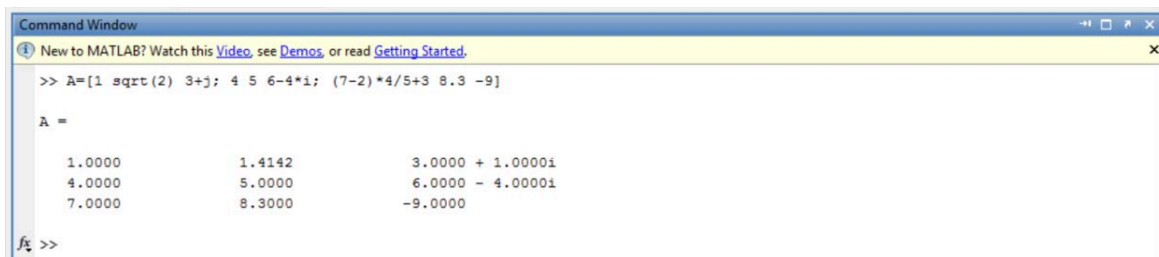 Command Window
New to MATLAB? Watch this Video, see Demos, or read Getting Started.
>> A=[1 sqrt(2) 3+j; 4 5 6-4*i; (7-2)*4/5+3 8.3 -9]
A =
1.0000 1.4142 3.0000 + 1.0000i
4.0000 5.0000 6.0000 - 4.0000i
7.0000 8.3000 -9.0000
fx >>